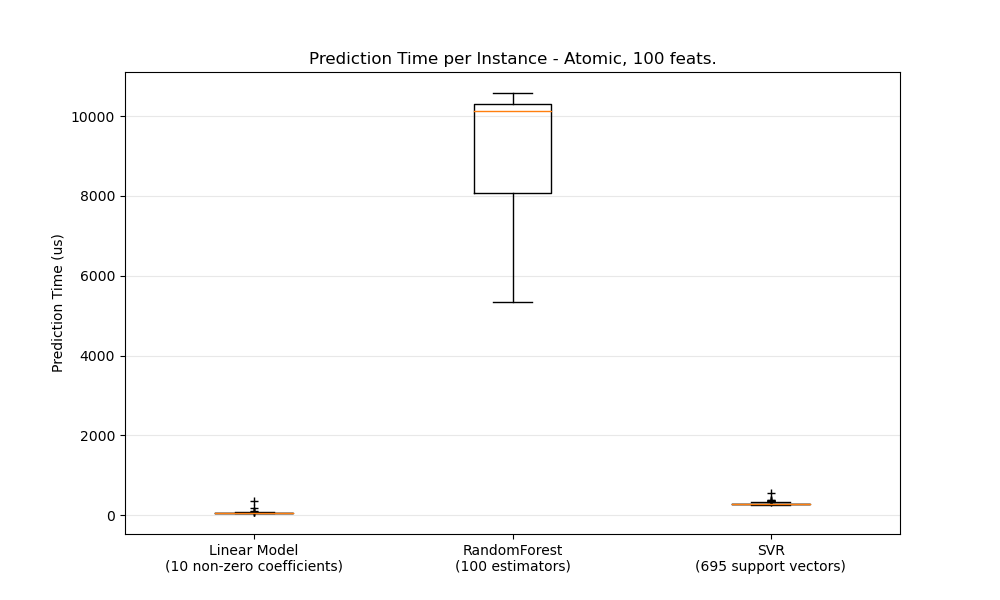 Prediction Time per Instance - Atomic, 100 feats.
Prediction Time (us)
10000
8000
6000
4000
2000
0
Linear Model
(10 non-zero coefficients)
RandomForest
(100 estimators)
SVR
(695 support vectors)